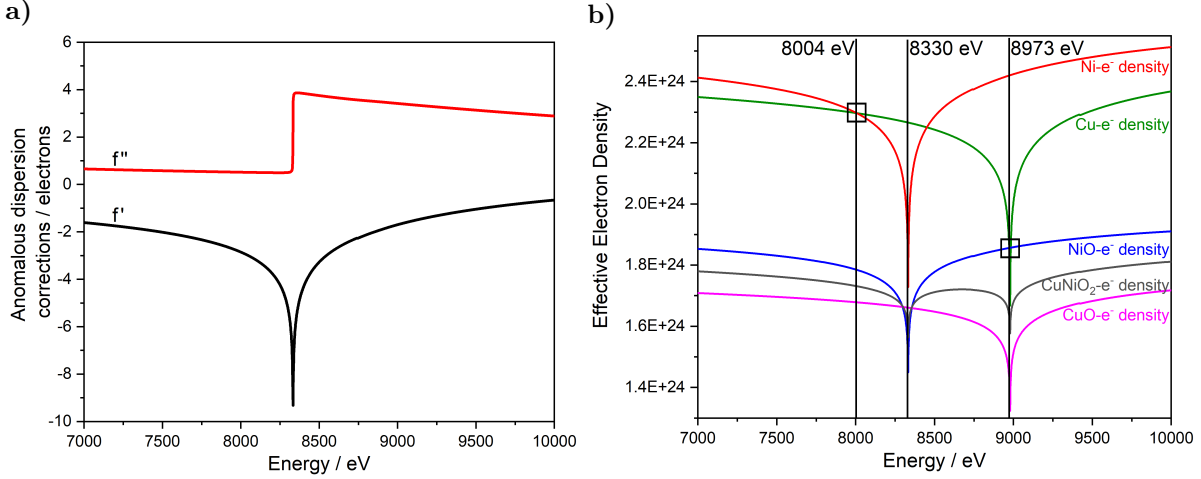 a)
Anomalous dispersion
corrections / electrons
6
4
2
0
-2
-4
-6
-8
-10
f"
f'
7000 7500 8000 8500 9000 9500 10000
Energy / eV
b)
Effective Electron Density
2.4E+24
2.2E+24
2.0E+24
1.8E+24
1.6E+24
1.4E+24
8004 eV 8330 eV 8973 eV
Ni-e⁻ density
Cu-e⁻ density
NiO-e⁻ density
CuNiO₂-e⁻ density
CuO-e⁻ density
7000 7500 8000 8500 9000 9500 10000
Energy / eV